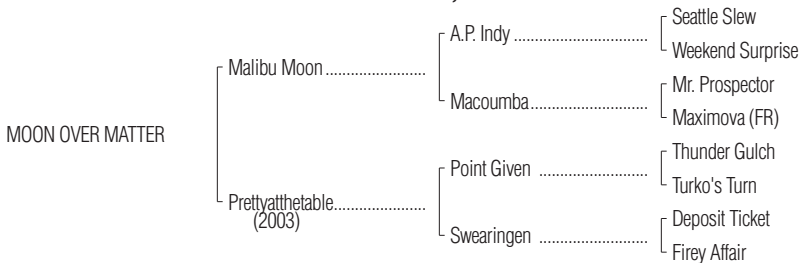 A.P. Indy ................................
Seattle Slew
Weekend Surprise
Malibu Moon ........................
Macoumba............................
Mr. Prospector
Maximova (FR)
MOON OVER MATTER
Point Given ..........................
Thunder Gulch
Turko's Turn
Prettyatthetable......................
(2003)
Swearingen ..........................
Deposit Ticket
Firey Affair